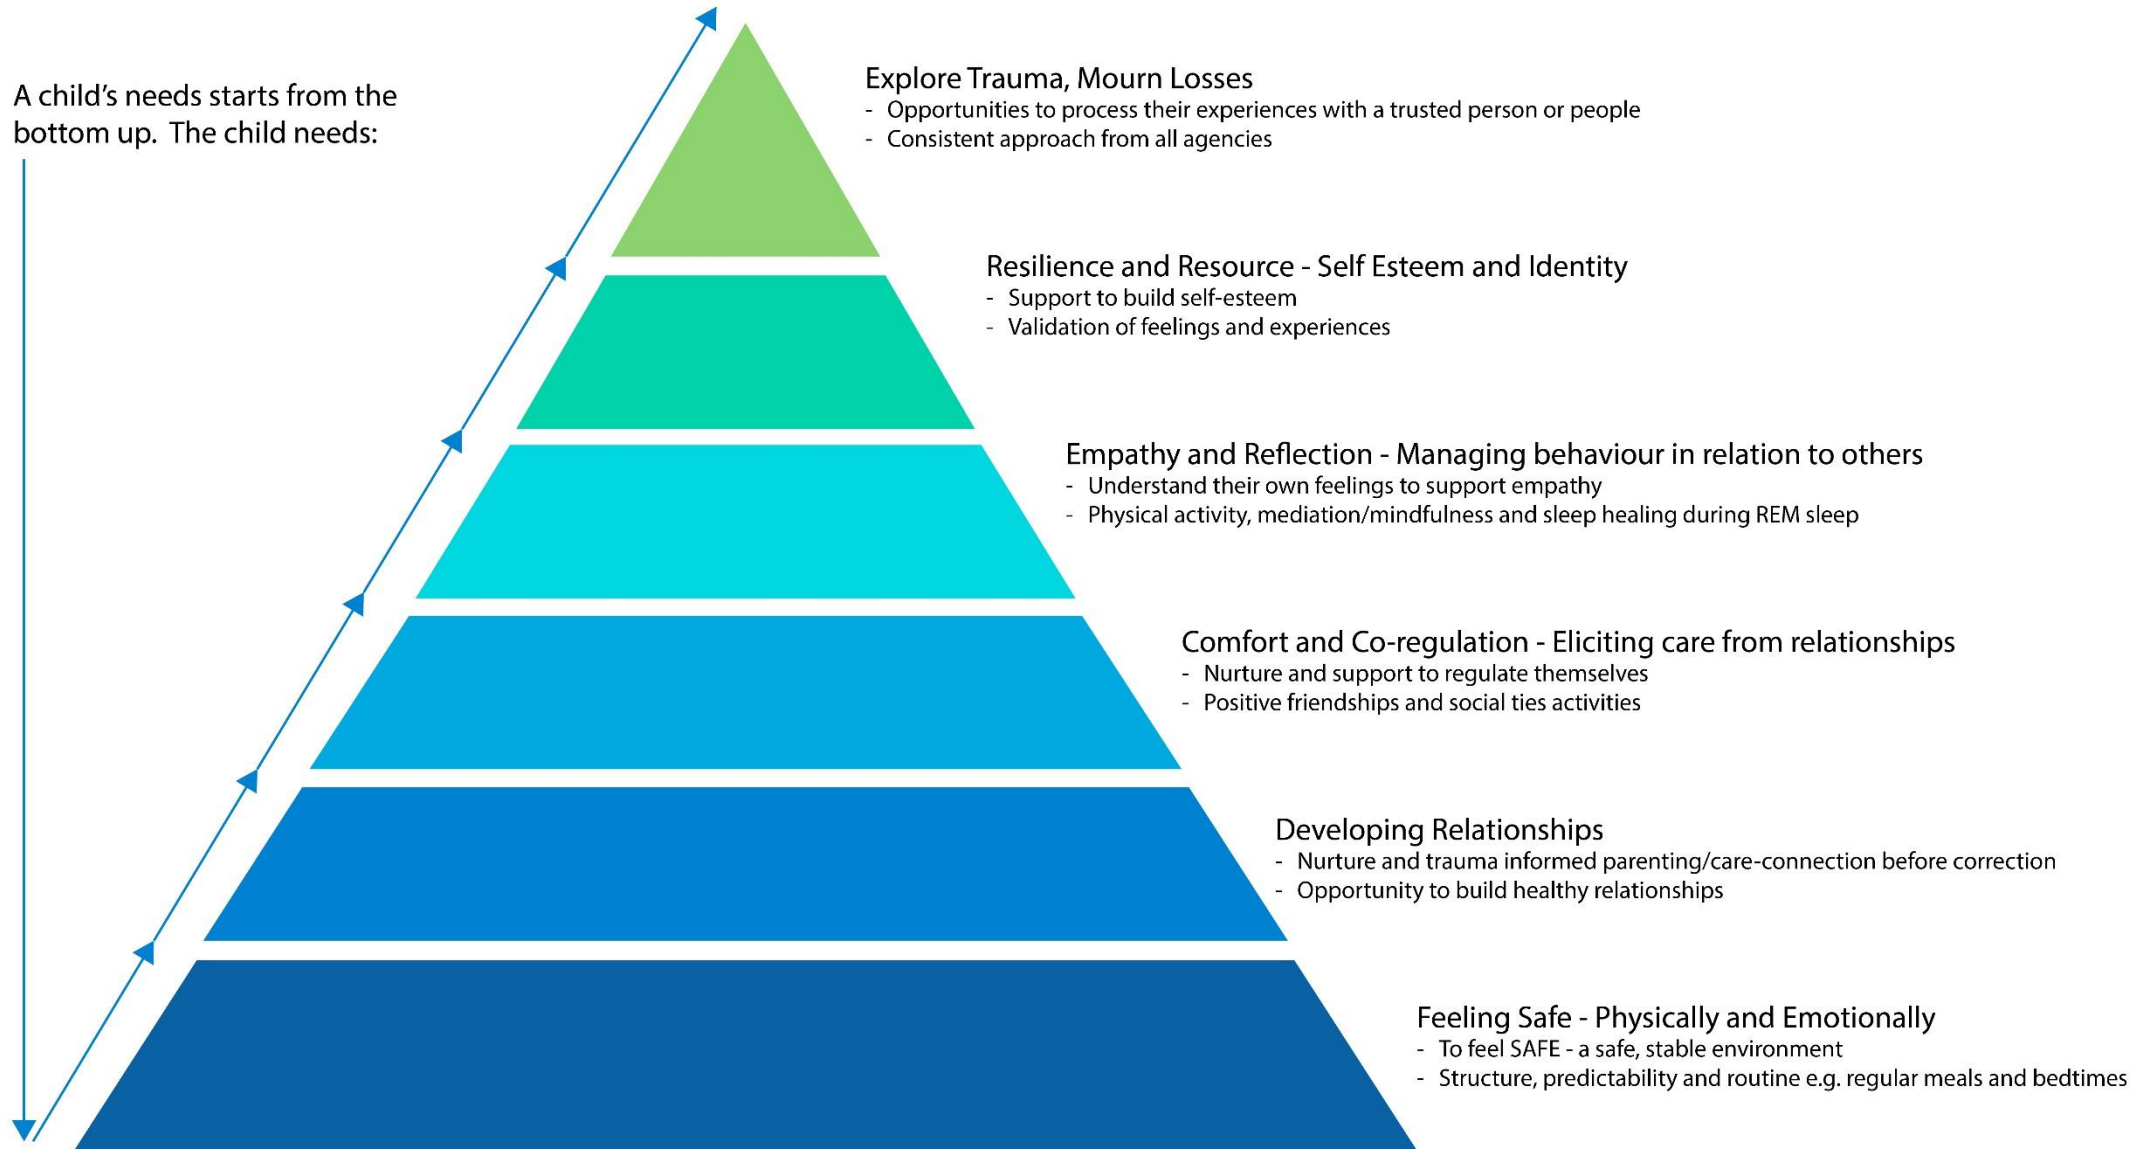 A child's needs starts from the
bottom up.  The child needs:
Explore Trauma, Mourn Losses
- Opportunities to process their experiences with a trusted person or people
- Consistent approach from all agencies
Resilience and Resource - Self Esteem and Identity
- Support to build self-esteem
- Validation of feelings and experiences
Empathy and Reflection - Managing behaviour in relation to others
- Understand their own feelings to support empathy
- Physical activity, mediation/mindfulness and sleep healing during REM sleep
Comfort and Co-regulation - Eliciting care from relationships
- Nurture and support to regulate themselves
- Positive friendships and social ties activities
Developing Relationships
- Nurture and trauma informed parenting/care-connection before correction
- Opportunity to build healthy relationships
Feeling Safe - Physically and Emotionally
- To feel SAFE - a safe, stable environment
- Structure, predictability and routine e.g. regular meals and bedtimes